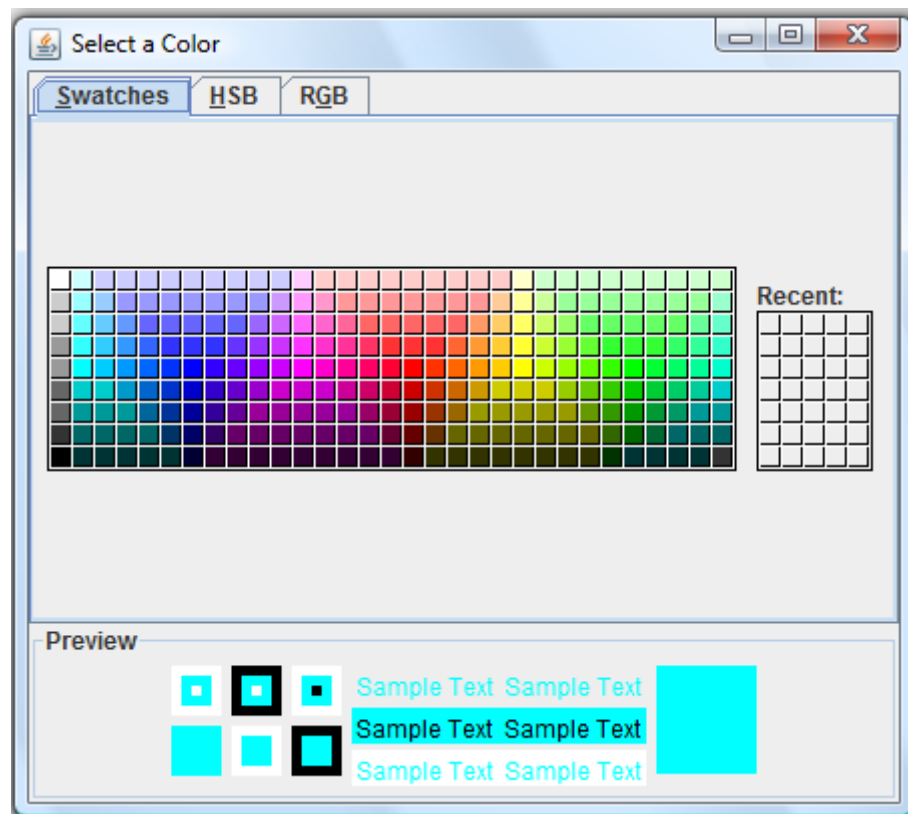 Select a Color
Swatches HSB RGB
Recent:
Preview
Sample Text Sample Text
Sample Text Sample Text
Sample Text Sample Text